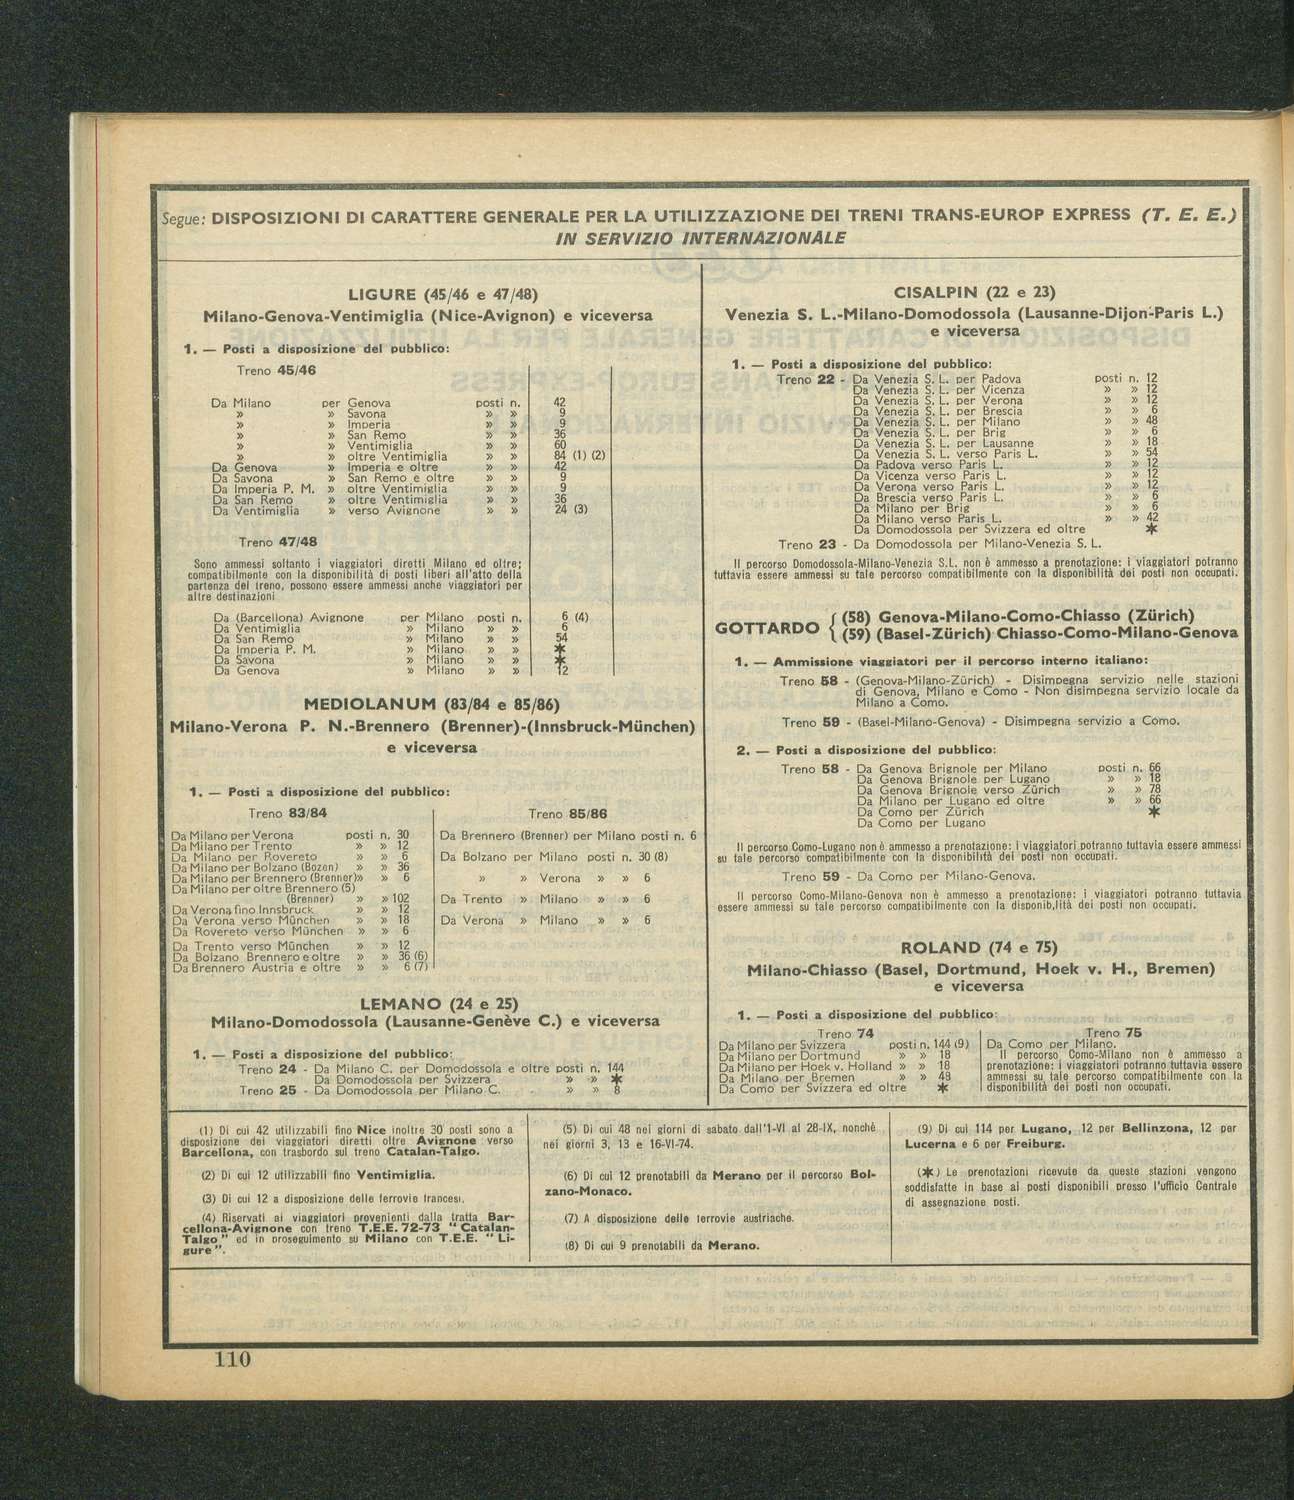 Segue: DISPOSIZIONI DI CARATTERE GENERALE PER LA UTILIZZAZIONE DEI TRENI TRANS-EUROP EXPRESS (T. E. E.)
IN SERVIZIO INTERNAZIONALE
LIGURE (45/46 e 47/48)
Milano-Genova-Ventimiglia (Nice-Avignon) e viceversa
1. — Posti a disposizione del pubblico:
Treno 45/46
Da Milano per Genova posti n. 42
» » Savona » » 9
» » Imperia » » 9
» » San Remo » » 36
» » Ventimiglia » » 60
» » oltre Ventimiglia » » 84 (1) (2)
Da Genova » Imperia e oltre » » 42
Da Savona » San Remo e oltre » » 9
Da Imperia P. M. » oltre Ventimiglia » » 9
Da San Remo » oltre Ventimiglia » » 36
Da Ventimiglia » verso Avignone » » 24 (3)
Treno 47/48
Sono ammessi soltanto i viaggiatori diretti Milano ed oltre;
compatibilmente con la disponibilità di posti liberi all'atto della
partenza del treno, possono essere ammessi anche viaggiatori per
altre destinazioni
Da (Barcellona) Avignone per Milano posti n. 6 (4)
Da Ventimiglia » Milano » » 6
Da San Remo » Milano » » 54
Da Imperia P. M. » Milano » » ✱
Da Savona » Milano » » ✱
Da Genova » Milano » » 12
MEDIOLANUM (83/84 e 85/86)
Milano-Verona P. N.-Brennero (Brenner)-(Innsbruck-München)
e viceversa
1. — Posti a disposizione del pubblico:
Treno 83/84
Da Milano per Verona posti n. 30
Da Milano per Trento » » 12
Da Milano per Rovereto » » 6
Da Milano per Bolzano (Bozen) » » 36
Da Milano per Brennero (Brenner) » » 6
Da Milano per oltre Brennero (5)
(Brenner) » » 102
Da Verona fino Innsbruck » » 12
Da Verona verso München » » 18
Da Rovereto verso München » » 6
Da Trento verso München » » 12
Da Bolzano Brennero e oltre » » 36 (6)
Da Brennero Austria e oltre » » 6 (7)
Treno 85/86
Da Brennero (Brenner) per Milano posti n. 6
Da Bolzano per Milano posti n. 30 (8)
» » Verona » » 6
Da Trento » Milano » » 6
Da Verona » Milano » » 6
LEMANO (24 e 25)
Milano-Domodossola (Lausanne-Genève C.) e viceversa
1. — Posti a disposizione del pubblico:
Treno 24 - Da Milano C. per Domodossola e oltre posti n. 144
Da Domodossola per Svizzera » » ✱
Treno 25 - Da Domodossola per Milano C. » » 8
CISALPIN (22 e 23)
Venezia S. L.-Milano-Domodossola (Lausanne-Dijon-Paris L.)
e viceversa
1. — Posti a disposizione del pubblico:
Treno 22 - Da Venezia S. L. per Padova posti n. 12
Da Venezia S. L. per Vicenza » » 12
Da Venezia S. L. per Verona » » 12
Da Venezia S. L. per Brescia » » 6
Da Venezia S. L. per Milano » » 48
Da Venezia S. L. per Brig » » 6
Da Venezia S. L. per Lausanne » » 18
Da Venezia S. L. verso Paris L. » » 54
Da Padova verso Paris L. » » 12
Da Vicenza verso Paris L. » » 12
Da Verona verso Paris L. » » 12
Da Brescia verso Paris L. » » 6
Da Milano per Brig » » 6
Da Milano verso Paris L. » » 42
Da Domodossola per Svizzera ed oltre ✱
Treno 23 - Da Domodossola per Milano-Venezia S. L.
Il percorso Domodossola-Milano-Venezia S.L. non è ammesso a prenotazione: i viaggiatori potranno
tuttavia essere ammessi su tale percorso compatibilmente con la disponibilità dei posti non occupati.
GOTTARDO { (58) Genova-Milano-Como-Chiasso (Zürich)
(59) (Basel-Zürich) Chiasso-Como-Milano-Genova
1. — Ammissione viaggiatori per il percorso interno italiano:
Treno 58 - (Genova-Milano-Zürich) - Disimpegna servizio nelle stazioni
di Genova, Milano e Como - Non disimpegna servizio locale da
Milano a Como.
Treno 59 - (Basel-Milano-Genova) - Disimpegna servizio a Como.
2. — Posti a disposizione del pubblico:
Treno 58 - Da Genova Brignole per Milano posti n. 66
Da Genova Brignole per Lugano » » 18
Da Genova Brignole verso Zürich » » 78
Da Milano per Lugano ed oltre » » 66
Da Como per Zürich ✱
Da Como per Lugano
Il percorso Como-Lugano non è ammesso a prenotazione: i viaggiatori potranno tuttavia essere ammessi
su tale percorso compatibilmente con la disponibilità dei posti non occupati.
Treno 59 - Da Como per Milano-Genova.
Il percorso Como-Milano-Genova non è ammesso a prenotazione: i viaggiatori potranno tuttavia
essere ammessi su tale percorso compatibilmente con la disponib,lità dei posti non occupati.
ROLAND (74 e 75)
Milano-Chiasso (Basel, Dortmund, Hoek v. H., Bremen)
e viceversa
1. — Posti a disposizione del pubblico:
Treno 74
Da Milano per Svizzera posti n. 144 (9)
Da Milano per Dortmund » » 18
Da Milano per Hoek v. Holland » » 18
Da Milano per Bremen » » 48
Da Como per Svizzera ed oltre ✱
Treno 75
Da Como per Milano.
Il percorso Como-Milano non è ammesso a
prenotazione: i viaggiatori potranno tuttavia essere
ammessi su tale percorso compatibilmente con la
disponibilità dei posti non occupati.
(1) Di cui 42 utilizzabili fino Nice inoltre 30 posti sono a
disposizione dei viaggiatori diretti oltre Avignone verso
Barcellona, con trasbordo sul treno Catalan-Talgo.
(2) Di cui 12 utilizzabili fino Ventimiglia.
(3) Di cui 12 a disposizione delle ferrovie francesi.
(4) Riservati ai viaggiatori provenienti dalla tratta Bar-
cellona-Avignone con treno T.E.E. 72-73 "Catalan-
Talgo" ed in proseguimento su Milano con T.E.E. "Li-
gure".
(5) Di cui 48 nei giorni di sabato dall'1-VI al 28-IX, nonchè
nei giorni 3, 13 e 16-VI-74.
(6) Di cui 12 prenotabili da Merano per il percorso Bol-
zano-Monaco.
(7) A disposizione delle ferrovie austriache.
(8) Di cui 9 prenotabili da Merano.
(9) Di cui 114 per Lugano, 12 per Bellinzona, 12 per
Lucerna e 6 per Freiburg.
(✱) Le prenotazioni ricevute da queste stazioni vengono
soddisfatte in base ai posti disponibili presso l'ufficio Centrale
di assegnazione posti.
110